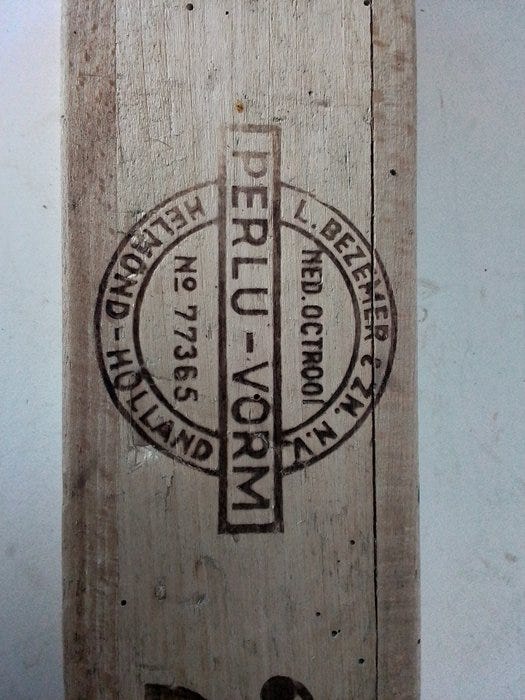 L. BEZEMER & ZN. N.V.
NED. OCTROOI
PERLU-VORM
No 77365
HELMOND-HOLLAND